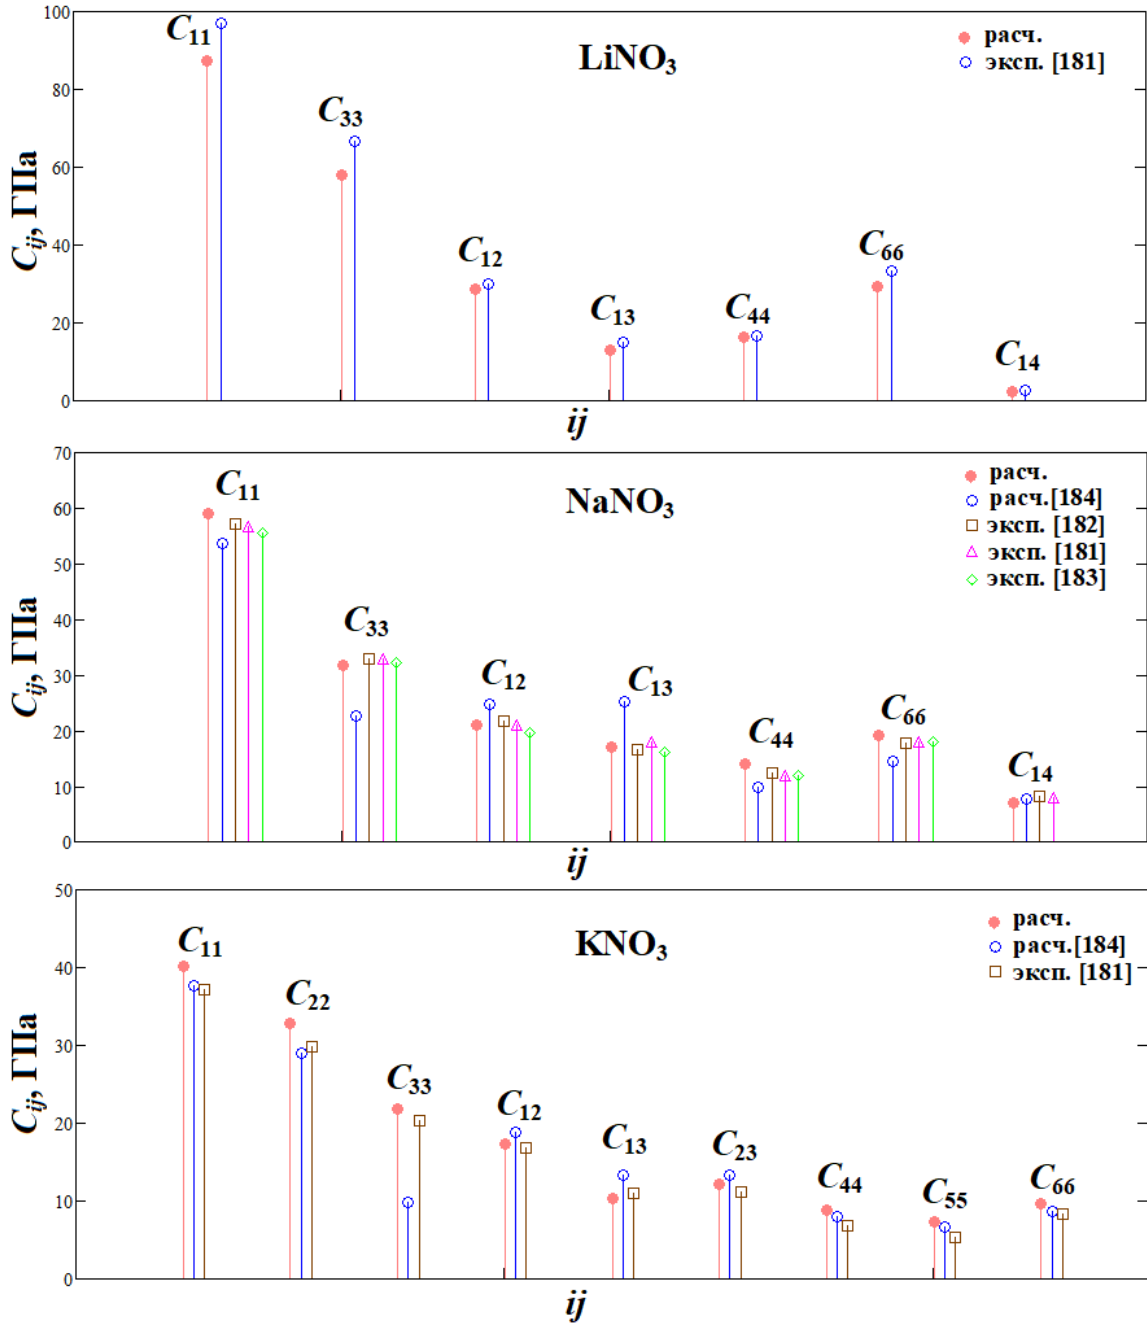 100
80
60
40
20
0
C11
C33
C12
C13
C44
C66
C14
LiNO3
расч.
эксп. [181]
Cij, ГПа
ij
70
60
50
40
30
20
10
0
C11
C33
C12
C13
C44
C66
C14
NaNO3
расч.
расч.[184]
эксп. [182]
эксп. [181]
эксп. [183]
Cij, ГПа
ij
50
40
30
20
10
0
C11
C22
C33
C12
C13
C23
C44
C55
C66
KNO3
расч.
расч.[184]
эксп. [181]
Cij, ГПа
ij